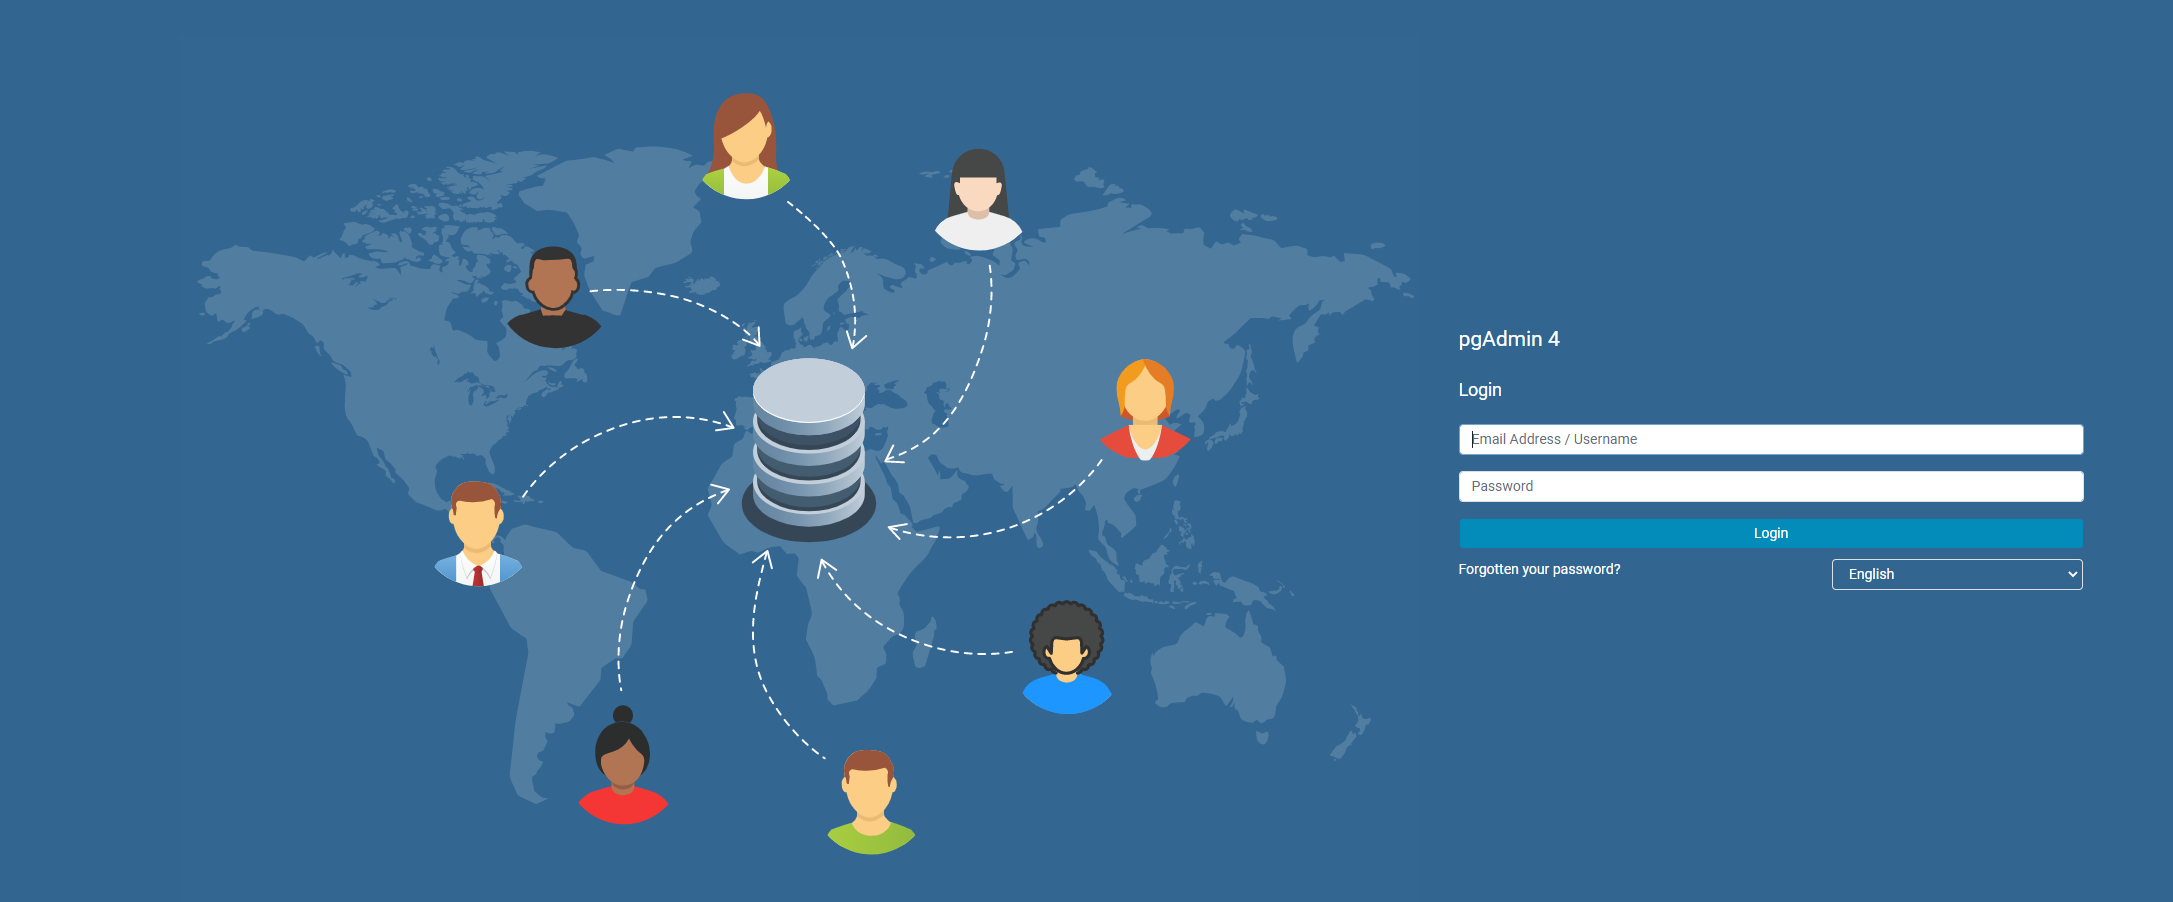 pgAdmin 4
Login
Email Address / Username
Password
Login
Forgotten your password?
English